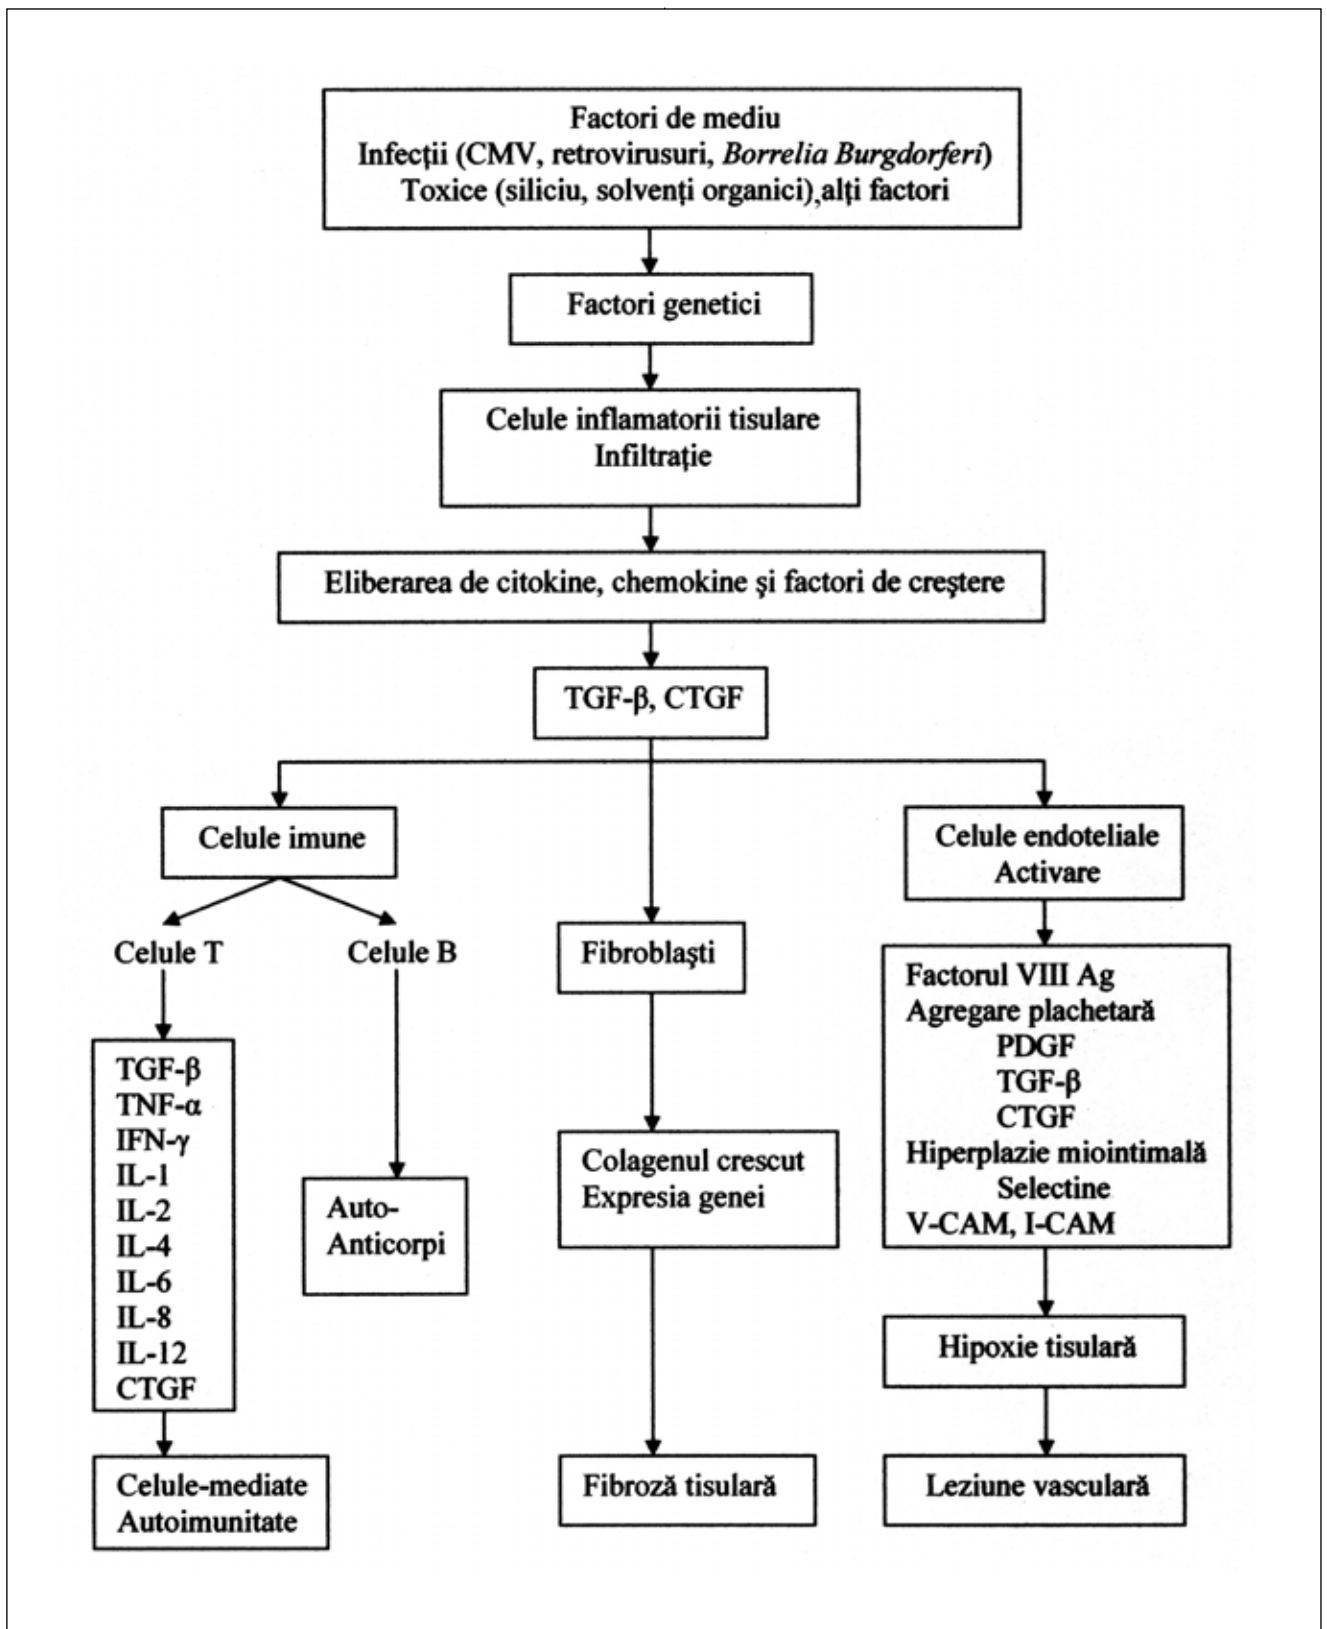 Factori de mediu
Infecții (CMV, retrovirusuri, Borrelia Burgdorferi)
Toxice (siliciu, solvenți organici),alți factori
Factori genetici
Celule inflamatorii tisulare
Infiltrație
Eliberarea de citokine, chemokine și factori de creștere
TGF-β, CTGF
Celule imune
Celule T
Celule B
TGF-β
TNF-α
IFN-γ
IL-1
IL-2
IL-4
IL-6
IL-8
IL-12
CTGF
Celule-mediate
Autoimunitate
Auto-
Anticorpi
Fibroblaști
Colagenul crescut
Expresia genei
Fibroză tisulară
Celule endoteliale
Activare
Factorul VIII Ag
Agregare plachetară
PDGF
TGF-β
CTGF
Hiperplazie miointimală
Selectine
V-CAM, I-CAM
Hipoxie tisulară
Leziune vasculară